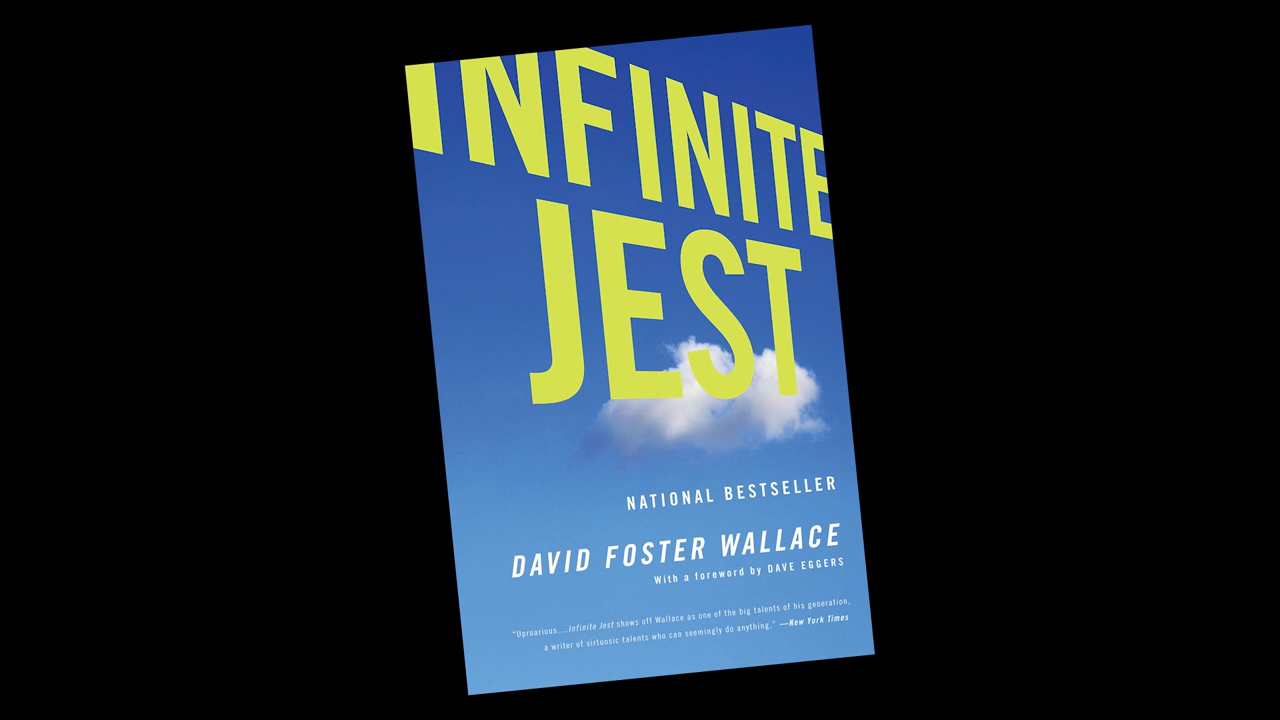 INFINITE
JEST
NATIONAL BESTSELLER
DAVID FOSTER WALLACE
With a foreword by DAVE EGGERS
"Uproarious....Infinite Jest shows off Wallace as one of the big talents of his generation,
a writer of virtuosic talents who can seemingly do anything." —New York Times